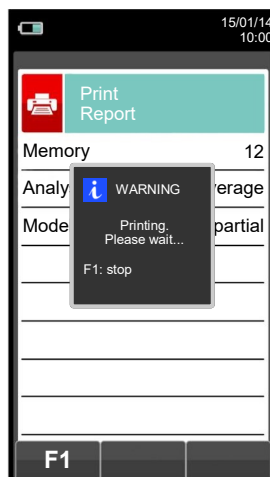 15/01/14
10:00
Print
Report
Memory 12
Analy verage
Mode partial
i WARNING
Printing.
Please wait...
F1: stop
F1